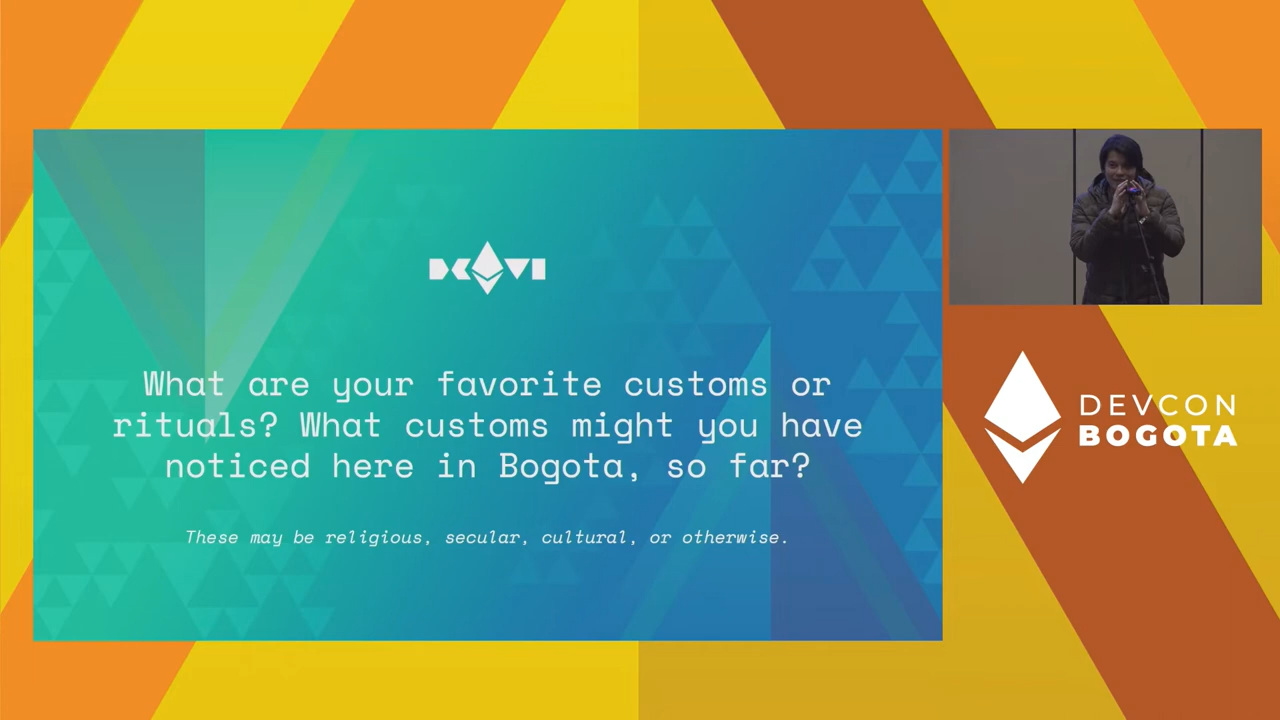 What are your favorite customs or
rituals? What customs might you have
noticed here in Bogota, so far?
These may be religious, secular, cultural, or otherwise.
DEVCON
BOGOTA